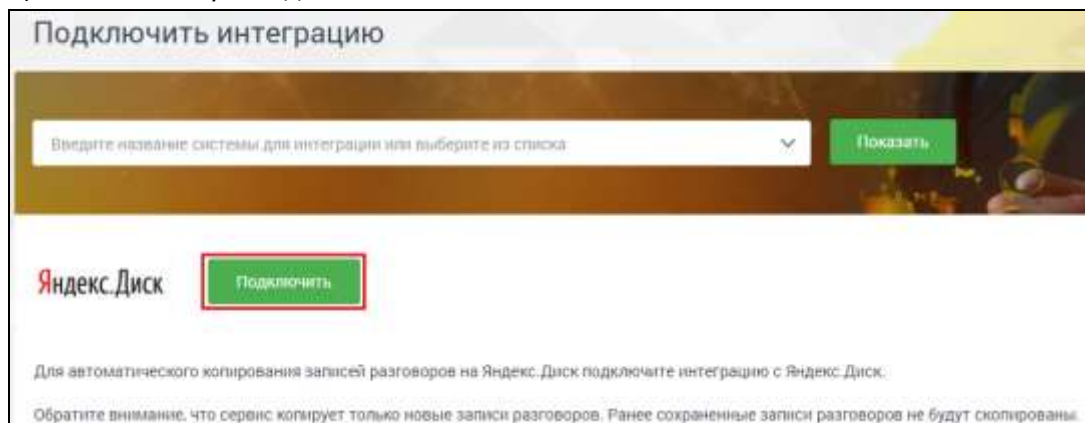 Подключить интеграцию
Введите название системы для интеграции или выберите из списка
Показать
Яндекс.Диск
Подключить
Для автоматического копирования записей разговоров на Яндекс.Диск подключите интеграцию с Яндекс.Диск.
Обратите внимание, что сервис копирует только новые записи разговоров. Ранее сохраненные записи разговоров не будут скопированы.